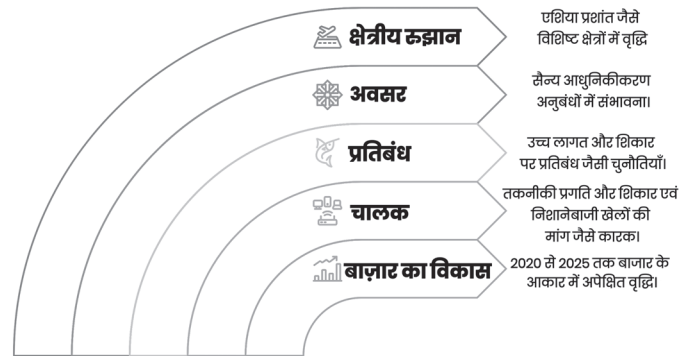 क्षेत्रीय रुझान
एशिया प्रशांत जैसे
विशिष्ट क्षेत्रों में वृद्धि
अवसर
सैन्य आधुनिकीकरण
अनुबंधों में संभावना।
प्रतिबंध
उच्च लागत और शिकार
पर प्रतिबंध जैसी चुनौतियाँ।
चालक
तकनीकी प्रगति और शिकार एवं
निशानेबाजी खेलों की
मांग जैसे कारक।
बाज़ार का विकास
2020 से 2025 तक बाजार के
आकार में अपेक्षित वृद्धि।